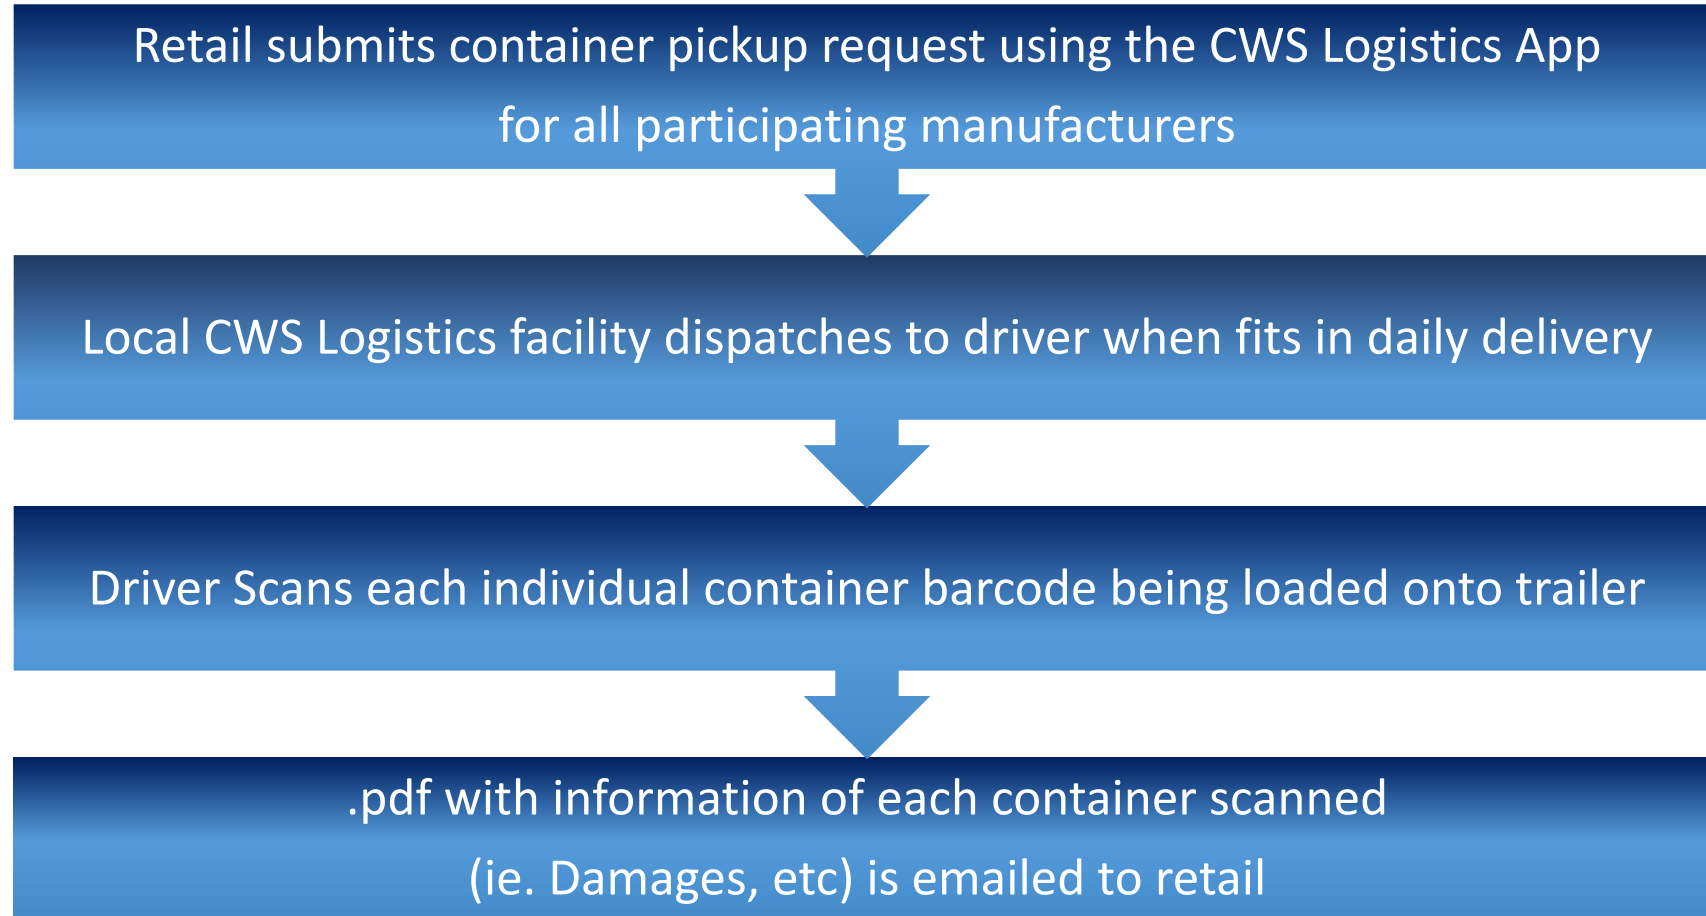 Retail submits container pickup request using the CWS Logistics App
for all participating manufacturers
Local CWS Logistics facility dispatches to driver when fits in daily delivery
Driver Scans each individual container barcode being loaded onto trailer
.pdf with information of each container scanned
(ie. Damages, etc) is emailed to retail